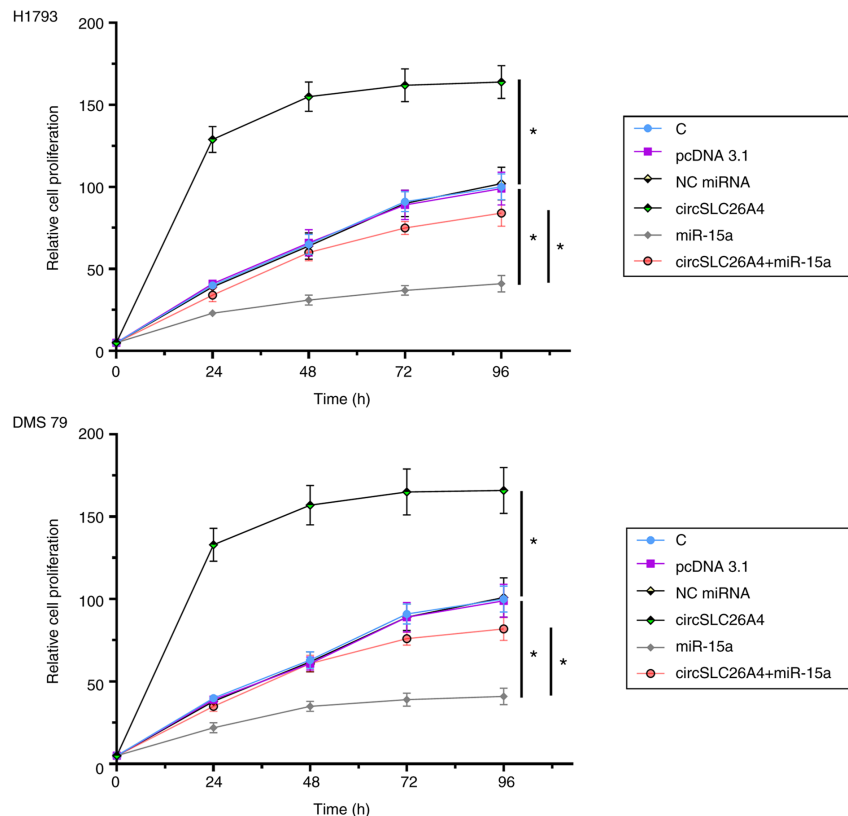 H1793
200
150
100
50
0
Relative cell proliferation
0 24 48 72 96
Time (h)
* * *
C
pcDNA 3.1
NC miRNA
circSLC26A4
miR-15a
circSLC26A4+miR-15a
DMS 79
200
150
100
50
0
Relative cell proliferation
0 24 48 72 96
Time (h)
* * *
C
pcDNA 3.1
NC miRNA
circSLC26A4
miR-15a
circSLC26A4+miR-15a